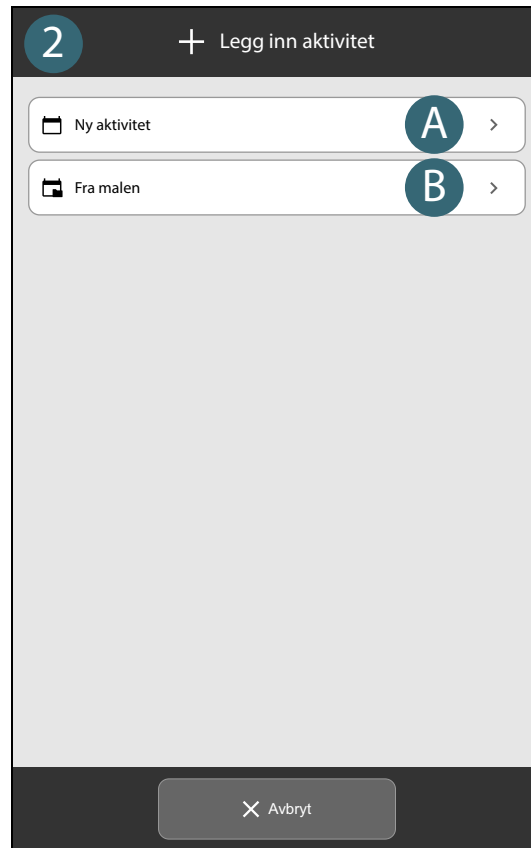 2
Legg inn aktivitet
Ny aktivitet
A
Fra malen
B
Avbryt